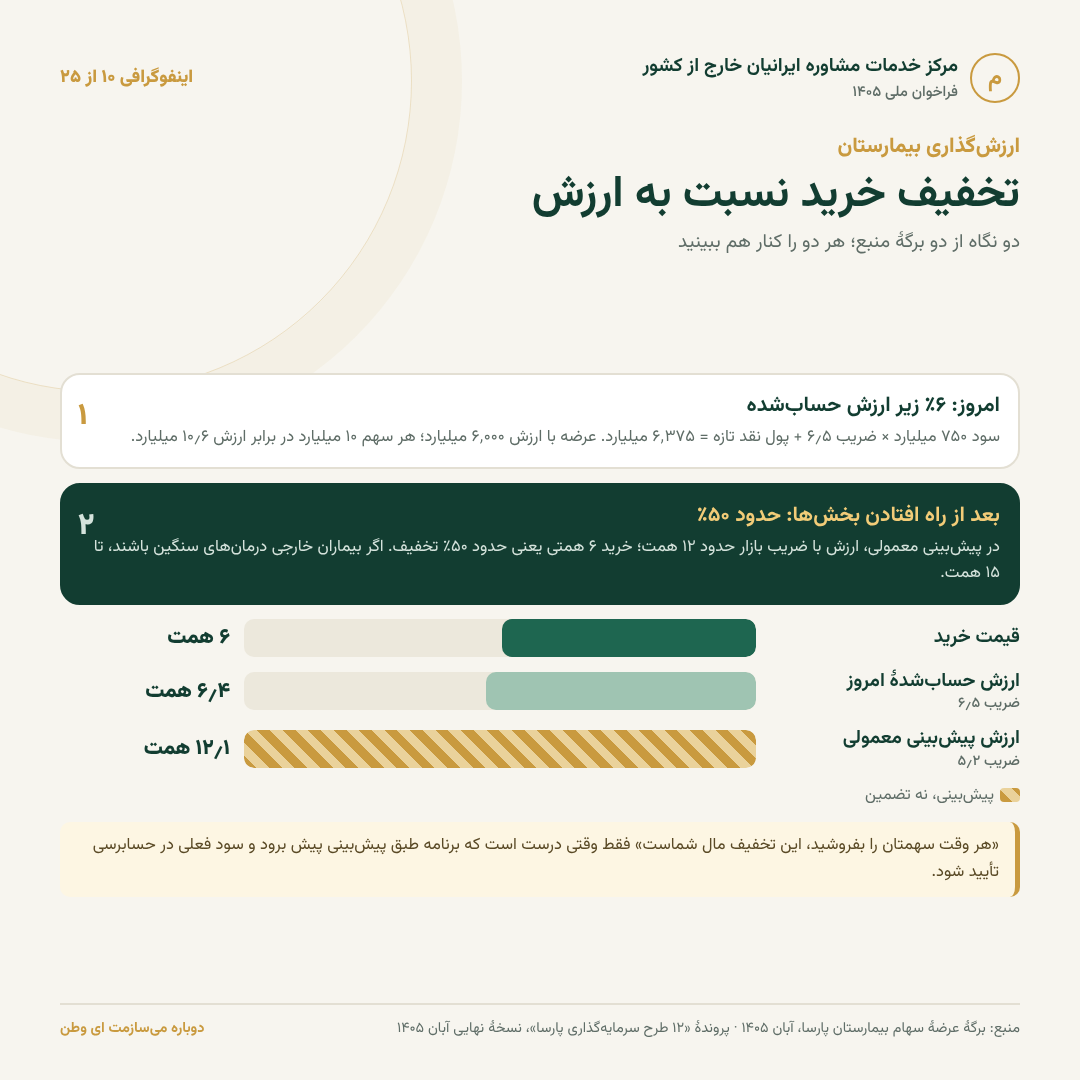 م
مرکز خدمات مشاوره ایرانیان خارج از کشور
فراخوان ملی ۱۴۰۵
اینفوگرافی ۱۰ از ۲۵
ارزش‌گذاری بیمارستان
تخفیف خرید نسبت به ارزش
دو نگاه از دو برگهٔ منبع؛ هر دو را کنار هم ببینید
امروز: ۶٪ زیر ارزش حساب‌شده
۱
سود ۷۵۰ میلیارد × ضریب ۶٫۵ + پول نقد تازه = ۶,۳۷۵ میلیارد. عرضه با ارزش ۶,۰۰۰ میلیارد؛ هر سهم ۱۰ میلیارد در برابر ارزش ۱۰٫۶ میلیارد.
بعد از راه افتادن بخش‌ها: حدود ۵۰٪
۲
در پیش‌بینی معمولی، ارزش با ضریب بازار حدود ۱۲ همت؛ خرید ۶ همتی یعنی حدود ۵۰٪ تخفیف. اگر بیماران خارجی درمان‌های سنگین باشند، تا
۱۵ همت.
قیمت خرید
۶ همت
ارزش حساب‌شدهٔ امروز
ضریب ۶٫۵
۶٫۴ همت
ارزش پیش‌بینی معمولی
ضریب ۵٫۲
۱۲٫۱ همت
پیش‌بینی، نه تضمین
«هر وقت سهمتان را بفروشید، این تخفیف مال شماست» فقط وقتی درست است که برنامه طبق پیش‌بینی پیش برود و سود فعلی در حسابرسی
تأیید شود.
منبع: برگهٔ عرضهٔ سهام بیمارستان پارسا، آبان ۱۴۰۵ · پروندهٔ «۱۲ طرح سرمایه‌گذاری پارسا»، نسخهٔ نهایی آبان ۱۴۰۵
دوباره می‌سازمت ای وطن